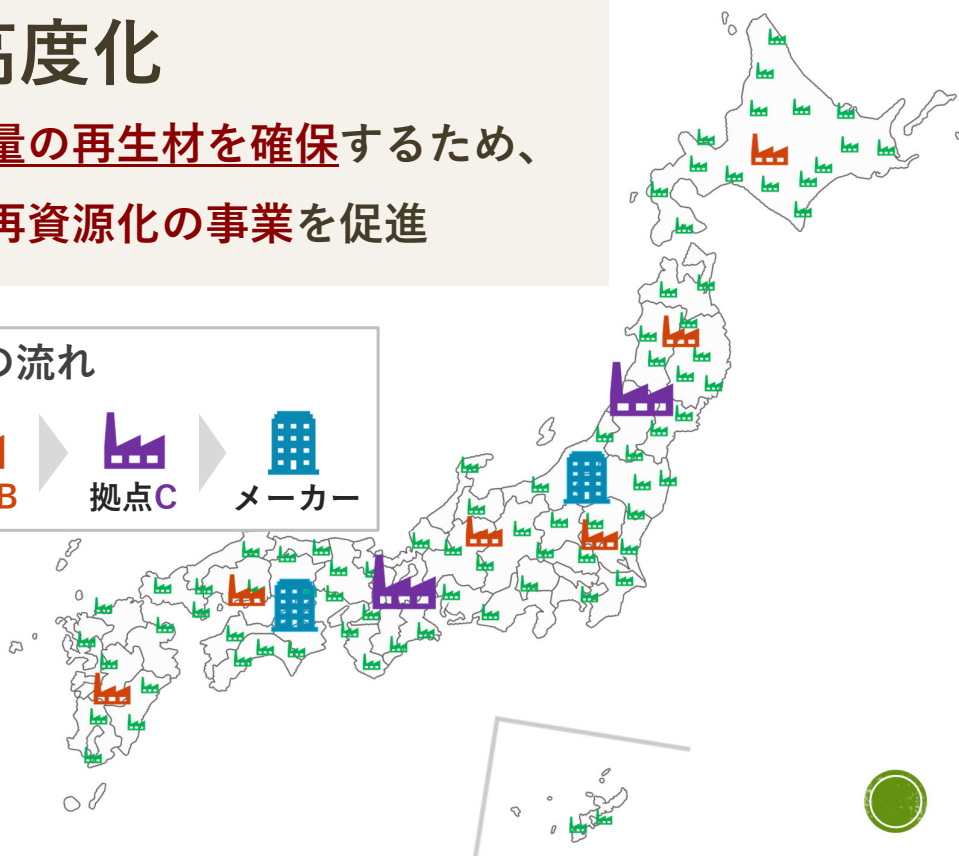 高度化
量の再生材を確保するため、
再資源化の事業を促進
の流れ
B
拠点C
メーカー